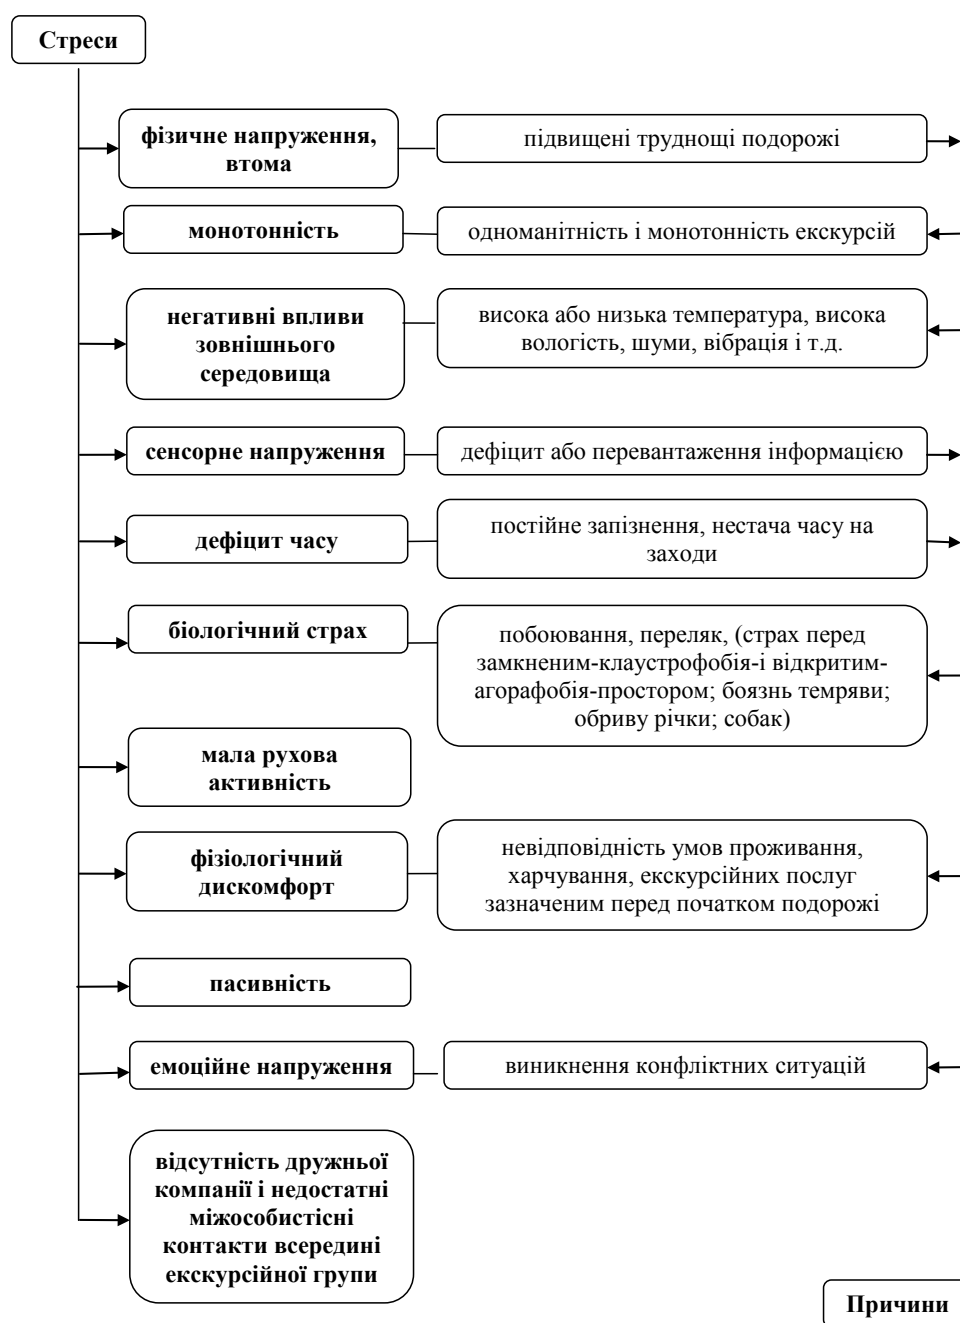 Стреси
фізичне напруження,
втома
підвищені труднощі подорожі
монотонність
одноманітність і монотонність екскурсій
негативні впливи
зовнішнього
середовища
висока або низька температура, висока
вологість, шуми, вібрація і т.д.
сенсорне напруження
дефіцит або перевантаження інформацією
дефіцит часу
постійне запізнення, нестача часу на
заходи
біологічний страх
побоювання, переляк, (страх перед
замкненим-клаустрофобія-і відкритим-
агорафобія-простором; боязнь темряви;
обриву річки; собак)
мала рухова
активність
фізіологічний
дискомфорт
невідповідність умов проживання,
харчування, екскурсійних послуг
зазначеним перед початком подорожі
пасивність
емоційне напруження
виникнення конфліктних ситуацій
відсутність дружньої
компанії і недостатні
міжособистісні
контакти всередині
екскурсійної групи
Причини